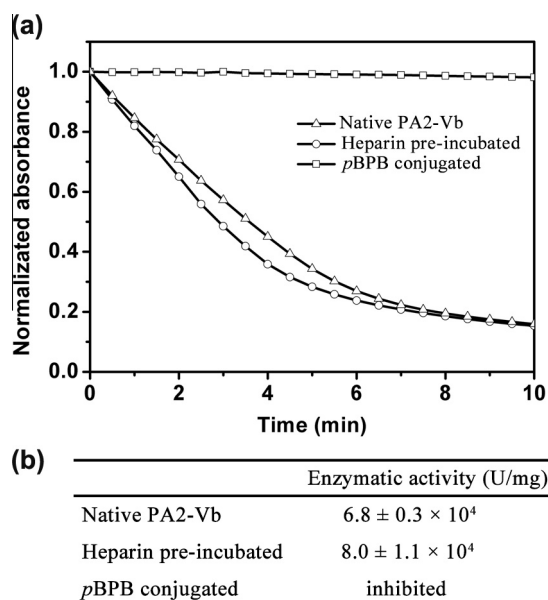 (a)
1.0
0.8
0.6
0.4
0.2
0.0
Normalizated absorbance
Native PA2-Vb
Heparin pre-incubated
pBPB conjugated
0 2 4 6 8 10
Time (min)
(b)
Enzymatic activity (U/mg)
Native PA2-Vb 6.8 ± 0.3 × 10⁴
Heparin pre-incubated 8.0 ± 1.1 × 10⁴
pBPB conjugated inhibited